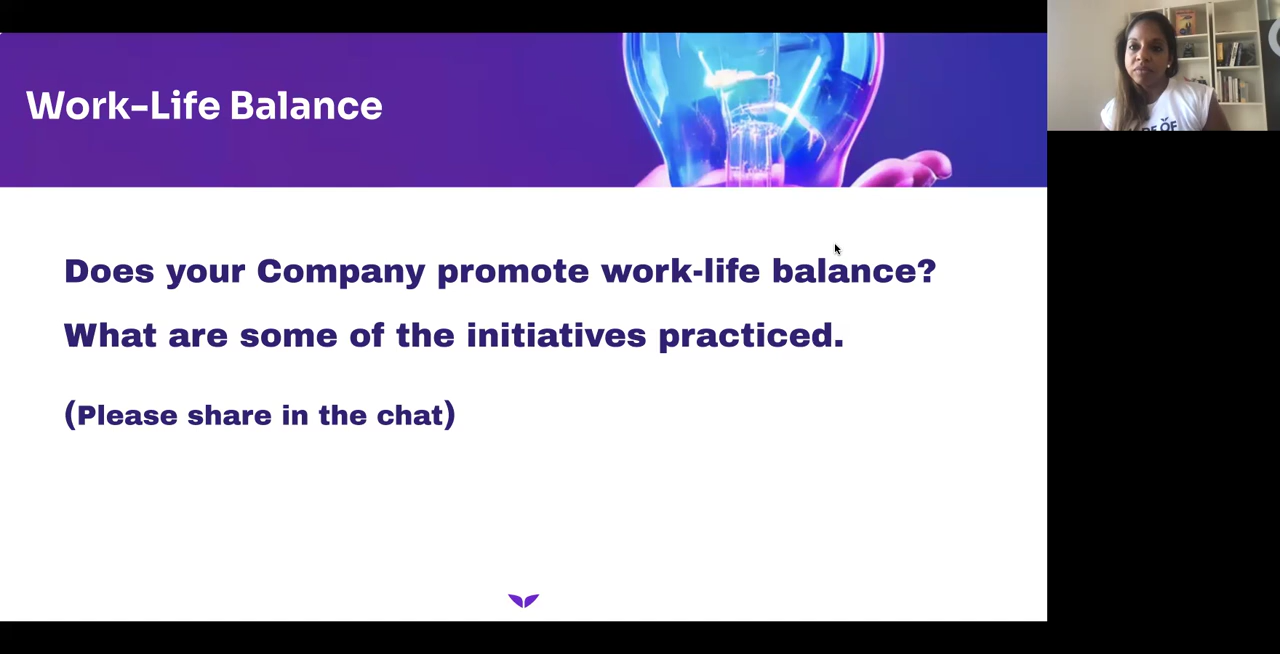 Work-Life Balance
Does your Company promote work-life balance?
What are some of the initiatives practiced.
(Please share in the chat)